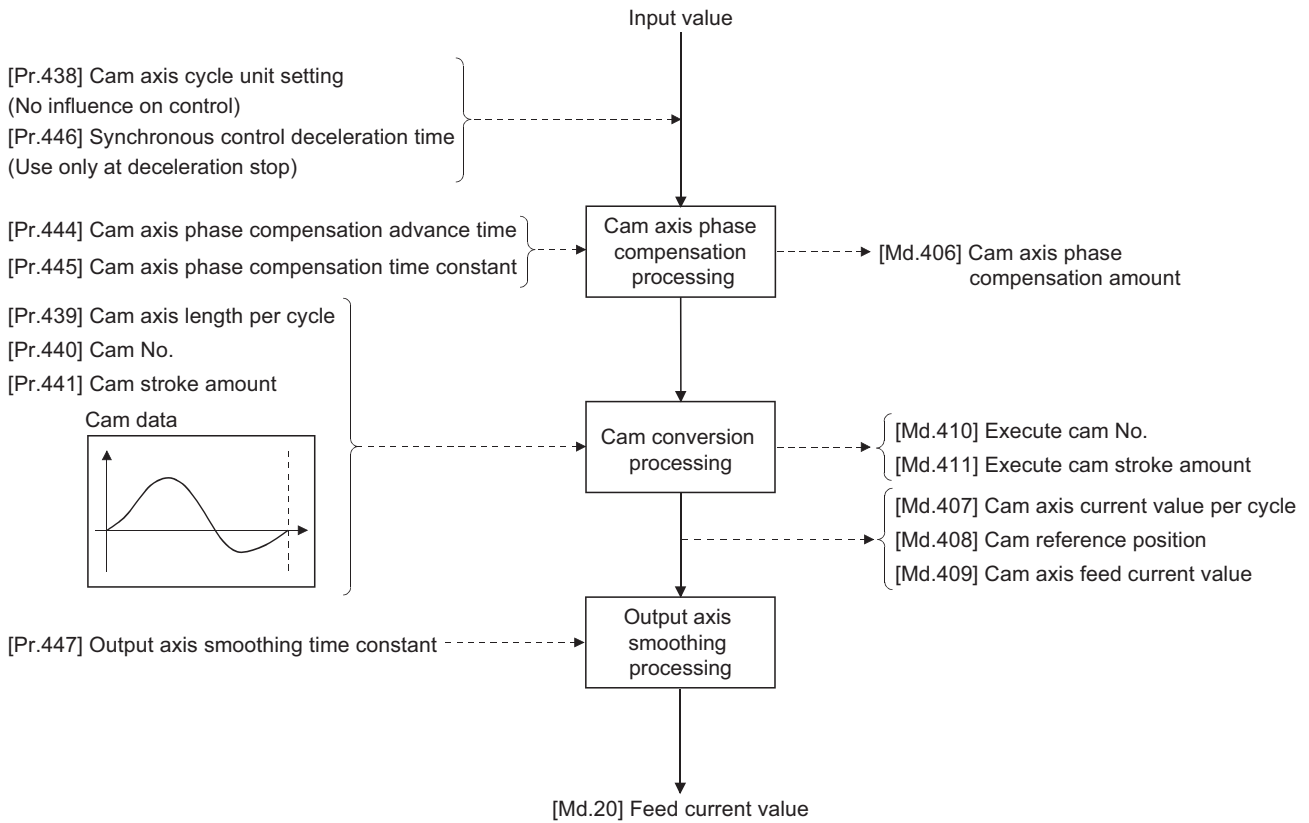 Input value
[Pr.438] Cam axis cycle unit setting
(No influence on control)
[Pr.446] Synchronous control deceleration time
(Use only at deceleration stop)
[Pr.444] Cam axis phase compensation advance time
[Pr.445] Cam axis phase compensation time constant
Cam axis phase
compensation
processing
[Md.406] Cam axis phase
compensation amount
[Pr.439] Cam axis length per cycle
[Pr.440] Cam No.
[Pr.441] Cam stroke amount
Cam data
Cam conversion
processing
[Md.410] Execute cam No.
[Md.411] Execute cam stroke amount
[Md.407] Cam axis current value per cycle
[Md.408] Cam reference position
[Md.409] Cam axis feed current value
[Pr.447] Output axis smoothing time constant
Output axis
smoothing
processing
[Md.20] Feed current value